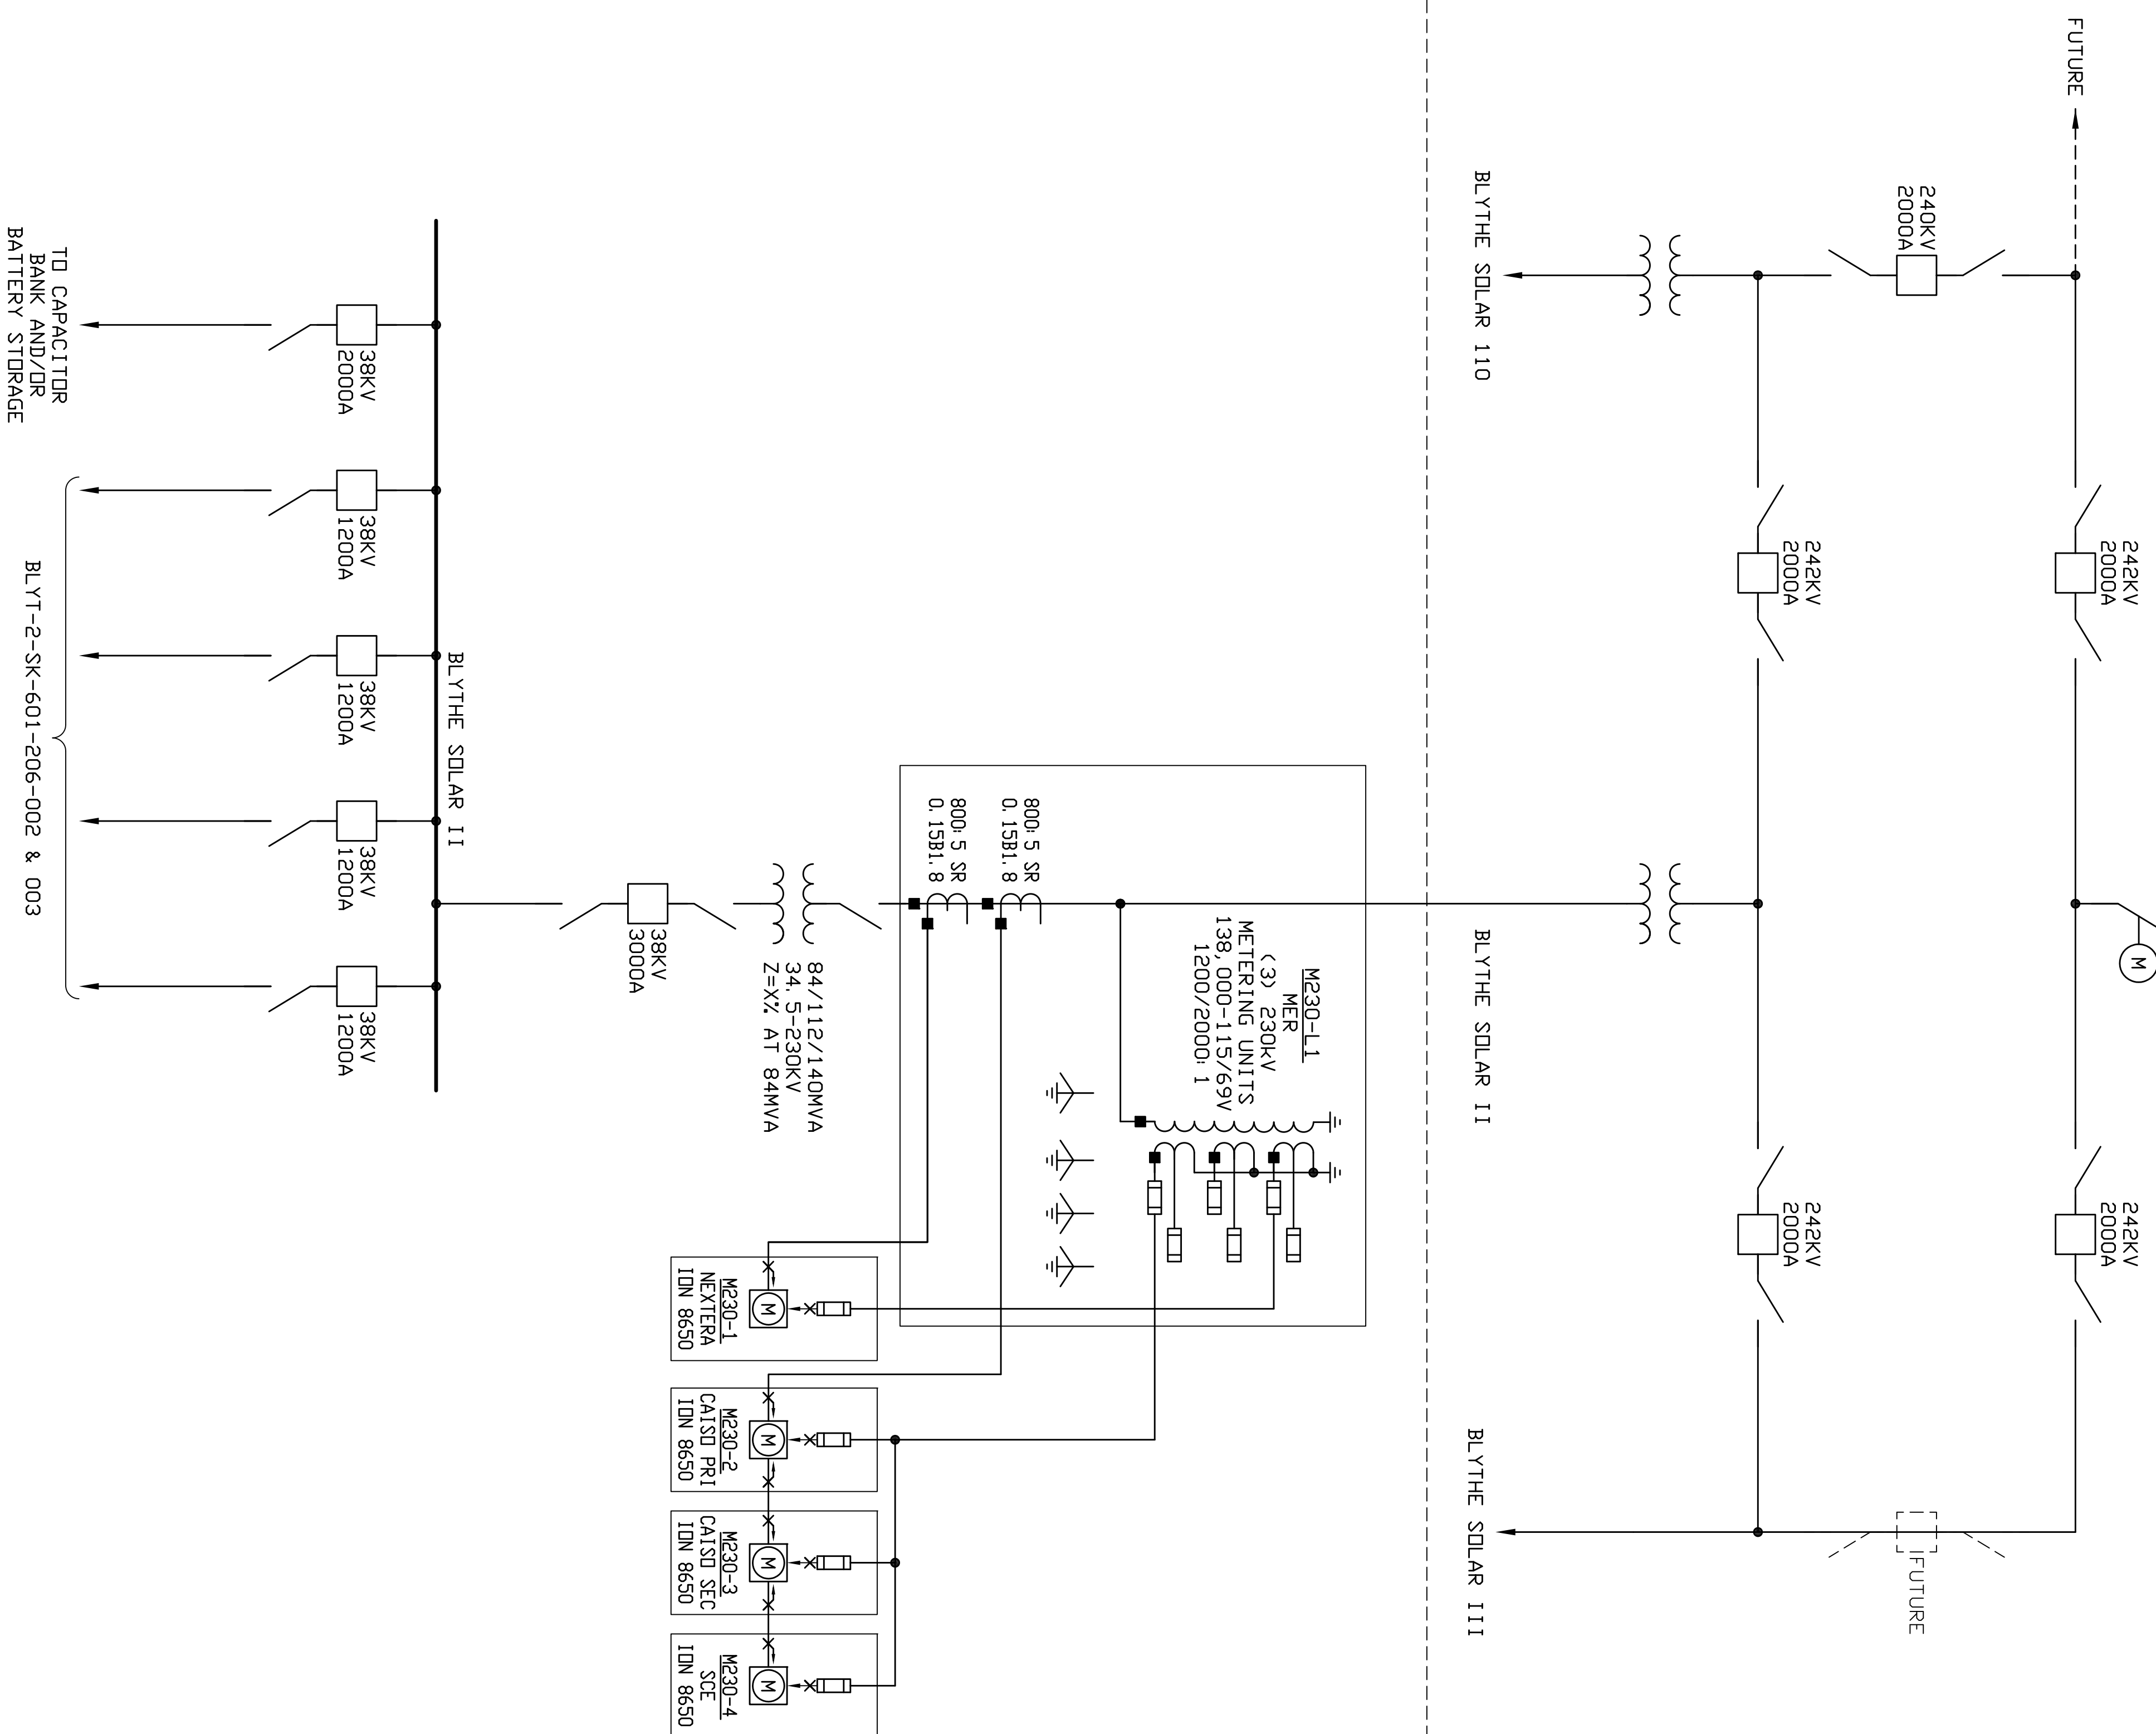 FUTURE
240KV
2000A
242KV
2000A
242KV
2000A
M
242KV
2000A
242KV
2000A
FUTURE
BLYTHE SOLAR 110
BLYTHE SOLAR II
BLYTHE SOLAR III
M230-L1
MER
(3) 230kV
METERING UNITS
138,000-115/69V
1200/2000:1
800:5 SR
0.15B1.8
800:5 SR
0.15B1.8
84/112/140MVA
34.5-230KV
Z=X% AT 84MVA
M
M230-1
NEXTERA
ION 8650
M
M230-2
CAISO PRI
ION 8650
M
M230-3
CAISO SEC
ION 8650
M
M230-4
SCE
ION 8650
38KV
3000A
BLYTHE SOLAR II
38KV
2000A
38KV
1200A
38KV
1200A
38KV
1200A
38KV
1200A
TO CAPACITOR
BANK AND/OR
BATTERY STORAGE
BLYT-2-SK-601-206-002 & 003